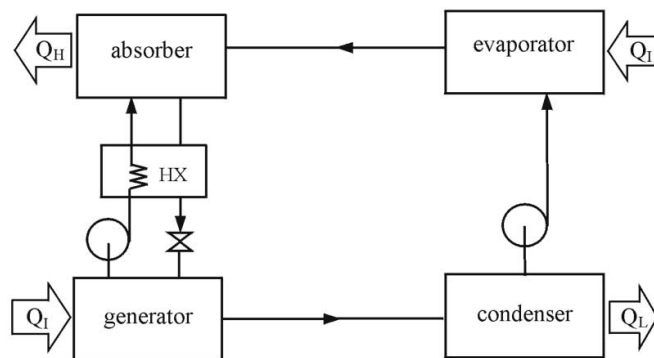 Q_H
absorber
evaporator
Q_I
HX
Q_I
generator
condenser
Q_L